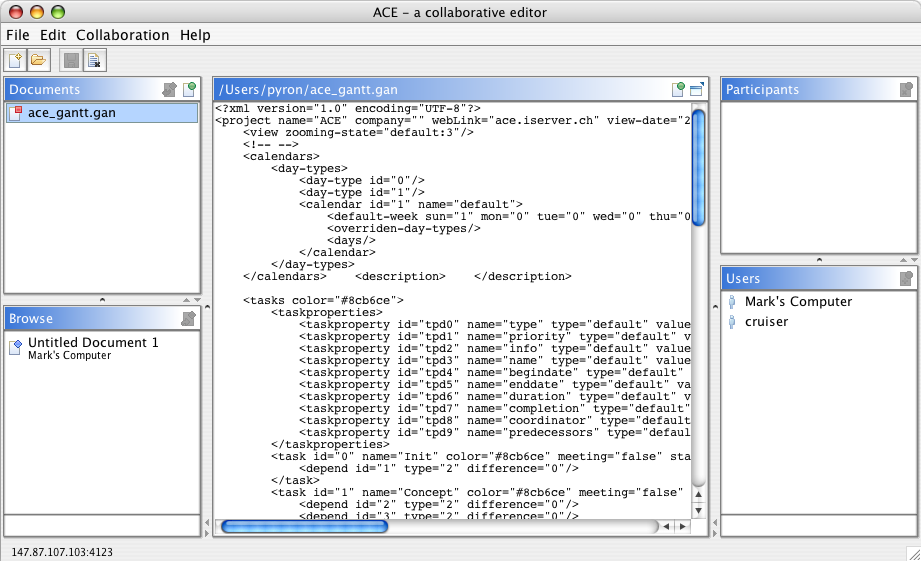 ACE – a collaborative editor
File Edit Collaboration Help
Documents
ace_gantt.gan
Browse
Untitled Document 1
Mark's Computer
/Users/pyron/ace_gantt.gan
<?xml version="1.0" encoding="UTF-8"?>
<project name="ACE" company="" webLink="ace.iserver.ch" view-date="2
<view zooming-state="default:3"/>
<!-- -->
<calendars>
<day-types>
<day-type id="0"/>
<day-type id="1"/>
<calendar id="1" name="default">
<default-week sun="1" mon="0" tue="0" wed="0" thu="0
<overriden-day-types/>
<days/>
</calendar>
</day-types>
</calendars>    <description>    </description>
<tasks color="#8cb6ce">
<taskproperties>
<taskproperty id="tpd0" name="type" type="default" value
<taskproperty id="tpd1" name="priority" type="default" v
<taskproperty id="tpd2" name="info" type="default" value
<taskproperty id="tpd3" name="name" type="default" value
<taskproperty id="tpd4" name="begindate" type="default"
<taskproperty id="tpd5" name="enddate" type="default" va
<taskproperty id="tpd6" name="duration" type="default" v
<taskproperty id="tpd7" name="completion" type="default"
<taskproperty id="tpd8" name="coordinator" type="default
<taskproperty id="tpd9" name="predecessors" type="defaul
</taskproperties>
<task id="0" name="Init" color="#8cb6ce" meeting="false" sta
<depend id="1" type="2" difference="0"/>
</task>
<task id="1" name="Concept" color="#8cb6ce" meeting="false"
<depend id="2" type="2" difference="0"/>
<depend id="3" type="2" difference="0"/>
Participants
Users
Mark's Computer
cruiser
147.87.107.103:4123